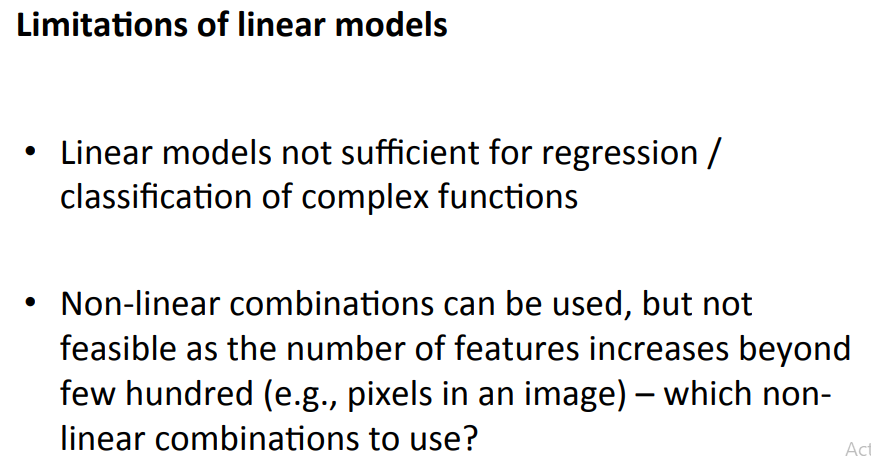 Limitations of linear models
• Linear models not sufficient for regression /
classification of complex functions
• Non-linear combinations can be used, but not
feasible as the number of features increases beyond
few hundred (e.g., pixels in an image) – which non-
linear combinations to use?
Act